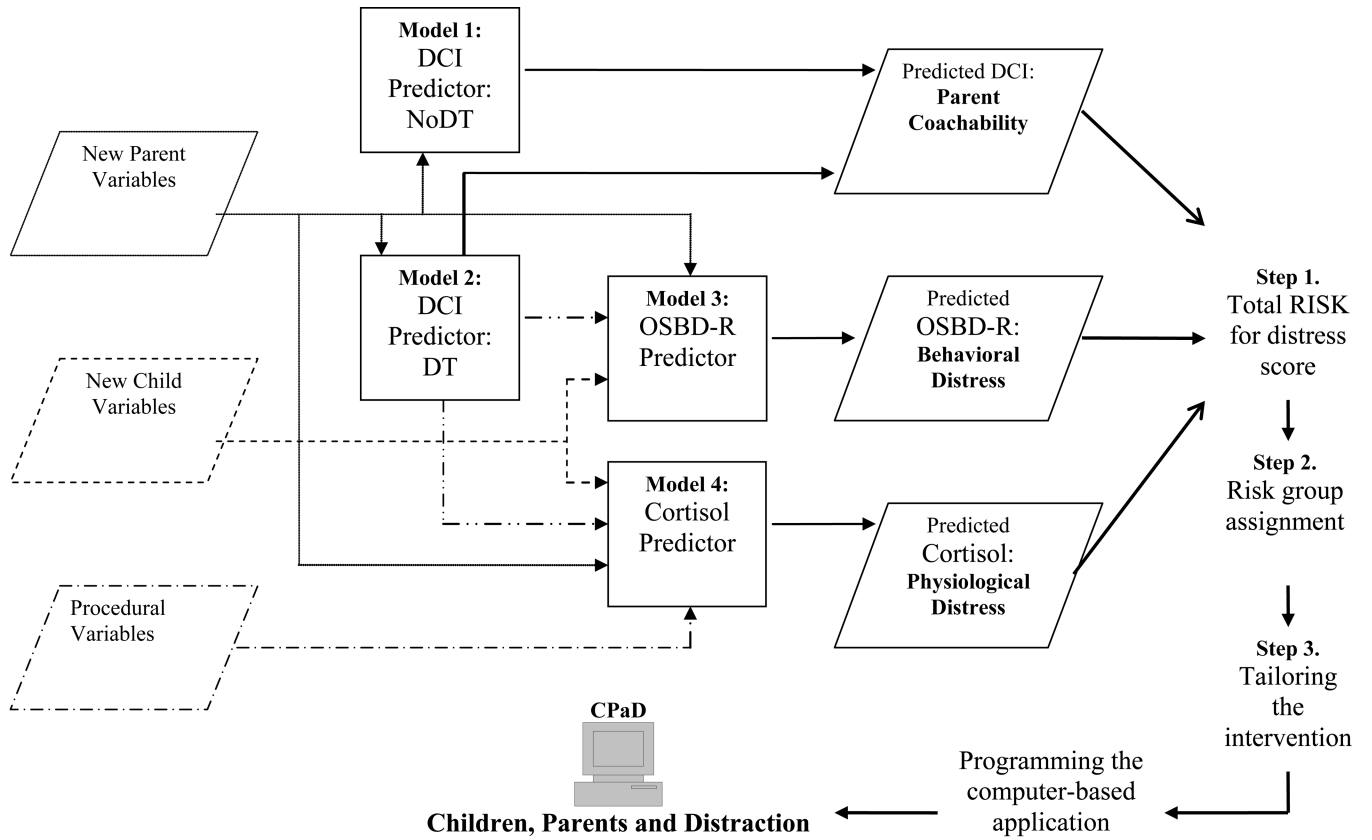 Model 1:
DCI
Predictor:
NoDT
Predicted DCI:
Parent
Coachability
New Parent
Variables
Model 2:
DCI
Predictor:
DT
Model 3:
OSBD-R
Predictor
Predicted
OSBD-R:
Behavioral
Distress
Step 1.
Total RISK
for distress
score
New Child
Variables
Model 4:
Cortisol
Predictor
Predicted
Cortisol:
Physiological
Distress
Step 2.
Risk group
assignment
Procedural
Variables
Step 3.
Tailoring
the
intervention
CPaD
Children, Parents and Distraction
Programming the
computer-based
application